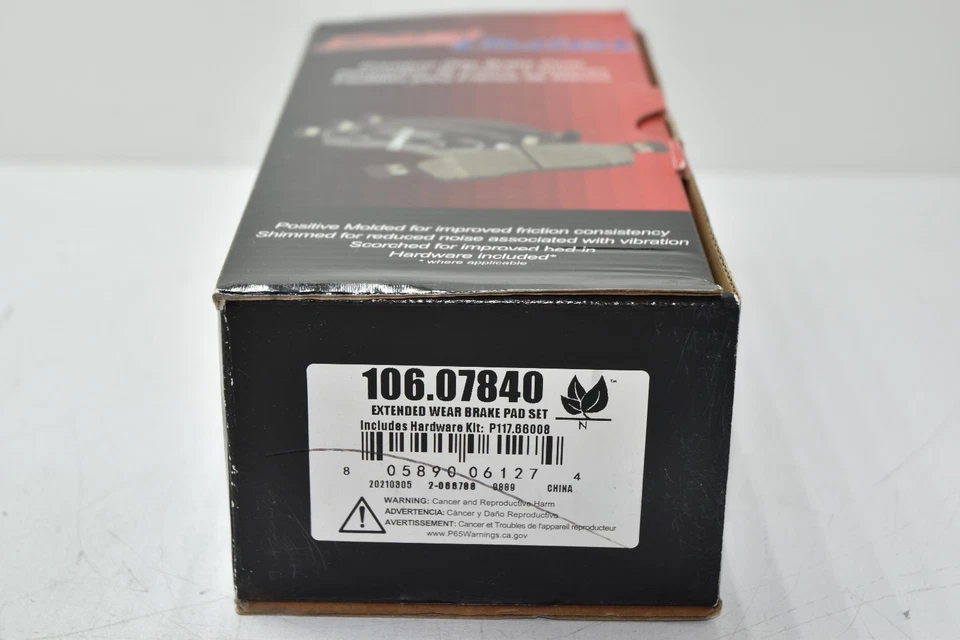 Positive Molded for improved friction consistency
Shimmed for reduced noise associated with vibration
Scorched for improved bed-in
Hardware included*
* where applicable
106.07840
™
EXTENDED WEAR BRAKE PAD SET
N
Includes Hardware Kit: P117.66008
8 05890 06127 4
20210305 CHINA
WARNING: Cancer and Reproductive Harm
ADVERTENCIA: Cáncer y Daño Reproductivo
AVERTISSEMENT: Cancer et Troubles de l'appareil reproducteur
www.P65Warnings.ca.gov